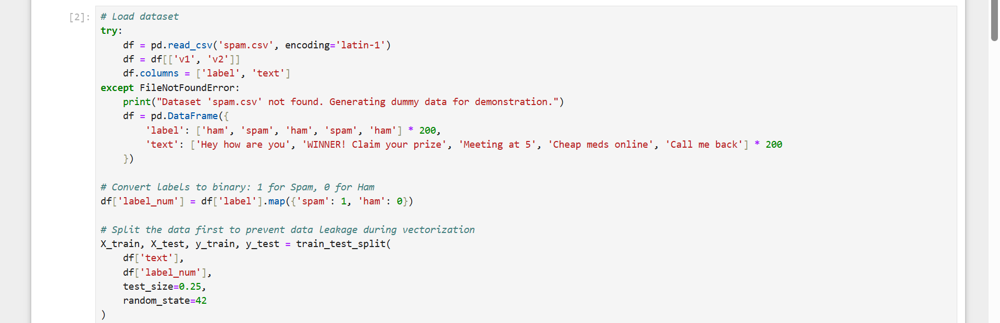 [2]: # Load dataset
try:
    df = pd.read_csv('spam.csv', encoding='latin-1')
    df = df[['v1', 'v2']]
    df.columns = ['label', 'text']
except FileNotFoundError:
    print("Dataset 'spam.csv' not found. Generating dummy data for demonstration.")
    df = pd.DataFrame({
        'label': ['ham', 'spam', 'ham', 'spam', 'ham'] * 200,
        'text': ['Hey how are you', 'WINNER! Claim your prize', 'Meeting at 5', 'Cheap meds online', 'Call me back'] * 200
    })

# Convert labels to binary: 1 for Spam, 0 for Ham
df['label_num'] = df['label'].map({'spam': 1, 'ham': 0})

# Split the data first to prevent data leakage during vectorization
X_train, X_test, y_train, y_test = train_test_split(
    df['text'],
    df['label_num'],
    test_size=0.25,
    random_state=42
)